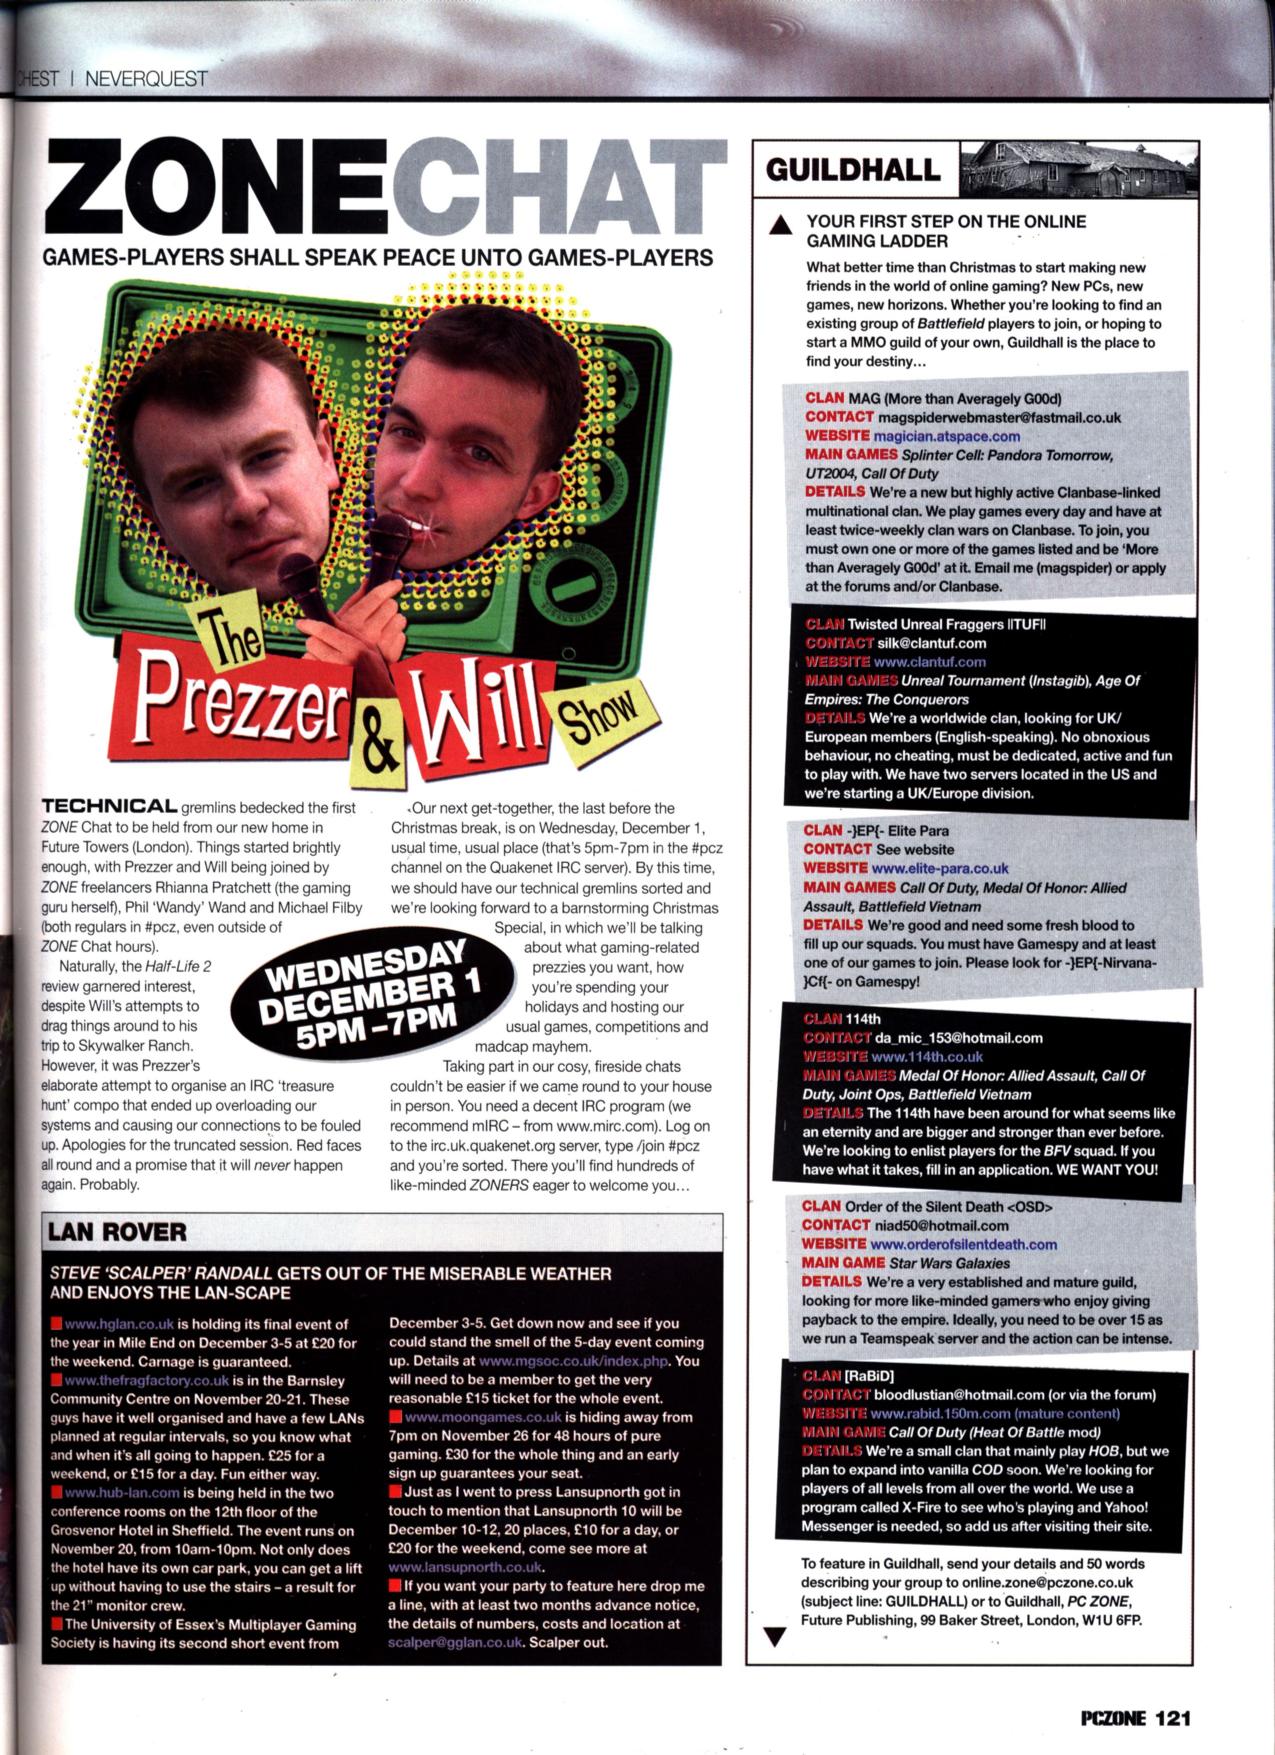 CHEST | NEVERQUEST
ZONECHAT
GAMES-PLAYERS SHALL SPEAK PEACE UNTO GAMES-PLAYERS
The
Prezzer
&
Will
Show
TECHNICAL gremlins bedecked the first
ZONE Chat to be held from our new home in
Future Towers (London). Things started brightly
enough, with Prezzer and Will being joined by
ZONE freelancers Rhianna Pratchett (the gaming
guru herself), Phil 'Wandy' Wand and Michael Filby
(both regulars in #pcz, even outside of
ZONE Chat hours).
Naturally, the Half-Life 2
review garnered interest,
despite Will's attempts to
drag things around to his
trip to Skywalker Ranch.
However, it was Prezzer's
elaborate attempt to organise an IRC 'treasure
hunt' compo that ended up overloading our
systems and causing our connections to be fouled
up. Apologies for the truncated session. Red faces
all round and a promise that it will never happen
again. Probably.
WEDNESDAY
DECEMBER 1
5PM–7PM
Our next get-together, the last before the
Christmas break, is on Wednesday, December 1,
usual time, usual place (that's 5pm-7pm in the #pcz
channel on the Quakenet IRC server). By this time,
we should have our technical gremlins sorted and
we're looking forward to a barnstorming Christmas
Special, in which we'll be talking
about what gaming-related
prezzies you want, how
you're spending your
holidays and hosting our
usual games, competitions and
madcap mayhem.
Taking part in our cosy, fireside chats
couldn't be easier if we came round to your house
in person. You need a decent IRC program (we
recommend mIRC – from www.mirc.com). Log on
to the irc.uk.quakenet.org server, type /join #pcz
and you're sorted. There you'll find hundreds of
like-minded ZONERS eager to welcome you...
LAN ROVER
STEVE 'SCALPER' RANDALL GETS OUT OF THE MISERABLE WEATHER
AND ENJOYS THE LAN-SCAPE
www.hglan.co.uk is holding its final event of
the year in Mile End on December 3-5 at £20 for
the weekend. Carnage is guaranteed.
www.thefragfactory.co.uk is in the Barnsley
Community Centre on November 20-21. These
guys have it well organised and have a few LANs
planned at regular intervals, so you know what
and when it's all going to happen. £25 for a
weekend, or £15 for a day. Fun either way.
www.hub-lan.com is being held in the two
conference rooms on the 12th floor of the
Grosvenor Hotel in Sheffield. The event runs on
November 20, from 10am-10pm. Not only does
the hotel have its own car park, you can get a lift
up without having to use the stairs – a result for
the 21" monitor crew.
The University of Essex's Multiplayer Gaming
Society is having its second short event from
December 3-5. Get down now and see if you
could stand the smell of the 5-day event coming
up. Details at www.mgsoc.co.uk/index.php. You
will need to be a member to get the very
reasonable £15 ticket for the whole event.
www.moongames.co.uk is hiding away from
7pm on November 26 for 48 hours of pure
gaming. £30 for the whole thing and an early
sign up guarantees your seat.
Just as I went to press Lansupnorth got in
touch to mention that Lansupnorth 10 will be
December 10-12, 20 places, £10 for a day, or
£20 for the weekend, come see more at
www.lansupnorth.co.uk.
If you want your party to feature here drop me
a line, with at least two months advance notice,
the details of numbers, costs and location at
scalper@gglan.co.uk. Scalper out.
GUILDHALL
YOUR FIRST STEP ON THE ONLINE
GAMING LADDER
What better time than Christmas to start making new
friends in the world of online gaming? New PCs, new
games, new horizons. Whether you're looking to find an
existing group of Battlefield players to join, or hoping to
start a MMO guild of your own, Guildhall is the place to
find your destiny...
CLAN MAG (More than Averagely G00d)
CONTACT magspiderwebmaster@fastmail.co.uk
WEBSITE magician.atspace.com
MAIN GAMES Splinter Cell: Pandora Tomorrow,
UT2004, Call Of Duty
DETAILS We're a new but highly active Clanbase-linked
multinational clan. We play games every day and have at
least twice-weekly clan wars on Clanbase. To join, you
must own one or more of the games listed and be 'More
than Averagely G00d' at it. Email me (magspider) or apply
at the forums and/or Clanbase.
CLAN Twisted Unreal Fraggers llTUFll
CONTACT silk@clantuf.com
WEBSITE www.clantuf.com
MAIN GAMES Unreal Tournament (Instagib), Age Of
Empires: The Conquerors
DETAILS We're a worldwide clan, looking for UK/
European members (English-speaking). No obnoxious
behaviour, no cheating, must be dedicated, active and fun
to play with. We have two servers located in the US and
we're starting a UK/Europe division.
CLAN -}EP{- Elite Para
CONTACT See website
WEBSITE www.elite-para.co.uk
MAIN GAMES Call Of Duty, Medal Of Honor: Allied
Assault, Battlefield Vietnam
DETAILS We're good and need some fresh blood to
fill up our squads. You must have Gamespy and at least
one of our games to join. Please look for -}EP{-Nirvana-
}Cf{- on Gamespy!
CLAN 114th
CONTACT da_mic_153@hotmail.com
WEBSITE www.114th.co.uk
MAIN GAMES Medal Of Honor: Allied Assault, Call Of
Duty, Joint Ops, Battlefield Vietnam
DETAILS The 114th have been around for what seems like
an eternity and are bigger and stronger than ever before.
We're looking to enlist players for the BFV squad. If you
have what it takes, fill in an application. WE WANT YOU!
CLAN Order of the Silent Death <OSD>
CONTACT niad50@hotmail.com
WEBSITE www.orderofsilentdeath.com
MAIN GAME Star Wars Galaxies
DETAILS We're a very established and mature guild,
looking for more like-minded gamers who enjoy giving
payback to the empire. Ideally, you need to be over 15 as
we run a Teamspeak server and the action can be intense.
CLAN [RaBiD]
CONTACT bloodlustian@hotmail.com (or via the forum)
WEBSITE www.rabid.150m.com (mature content)
MAIN GAME Call Of Duty (Heat Of Battle mod)
DETAILS We're a small clan that mainly play HOB, but we
plan to expand into vanilla COD soon. We're looking for
players of all levels from all over the world. We use a
program called X-Fire to see who's playing and Yahoo!
Messenger is needed, so add us after visiting their site.
To feature in Guildhall, send your details and 50 words
describing your group to online.zone@pczone.co.uk
(subject line: GUILDHALL) or to Guildhall, PC ZONE,
Future Publishing, 99 Baker Street, London, W1U 6FP.
PCZONE 121